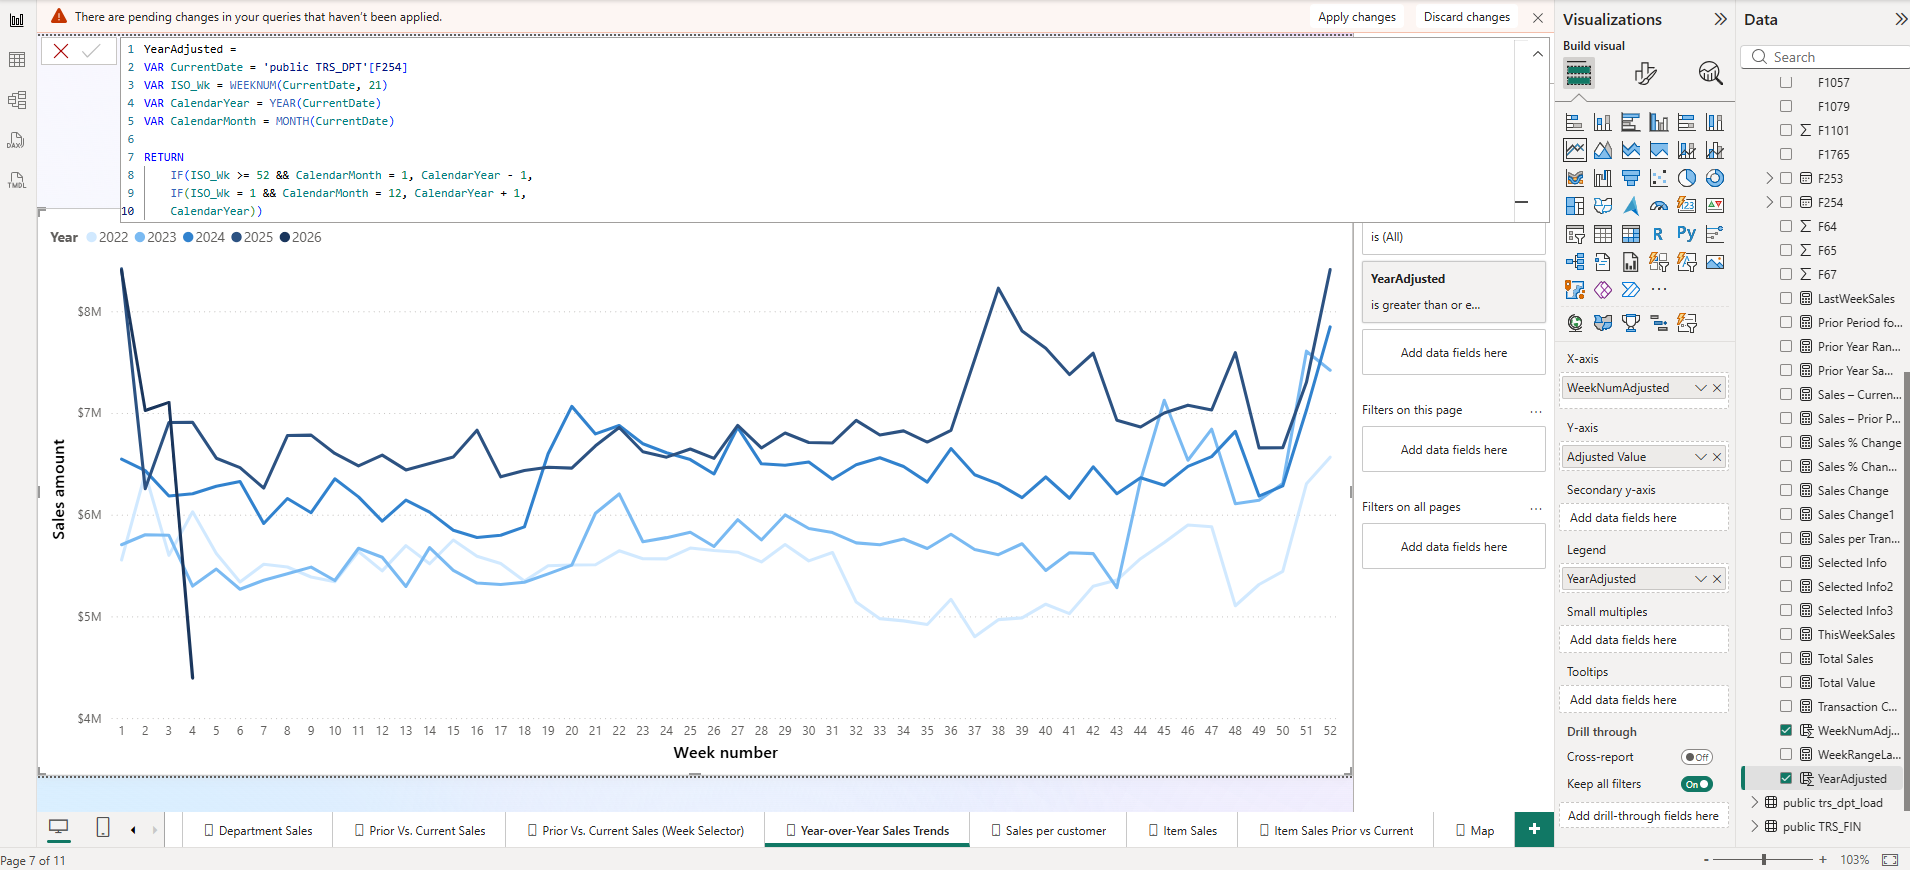 There are pending changes in your queries that haven't been applied.
Apply changes
Discard changes
1 YearAdjusted =
2 VAR CurrentDate = 'public TRS_DPT'[F254]
3 VAR ISO_Wk = WEEKNUM(CurrentDate, 21)
4 VAR CalendarYear = YEAR(CurrentDate)
5 VAR CalendarMonth = MONTH(CurrentDate)
6
7 RETURN
8 IF(ISO_Wk >= 52 && CalendarMonth = 1, CalendarYear - 1,
9 IF(ISO_Wk = 1 && CalendarMonth = 12, CalendarYear + 1,
10 CalendarYear))
DAX
TMDL
Year 2022 2023 2024 2025 2026
Sales amount
$8M
$7M
$6M
$5M
$4M
1 2 3 4 5 6 7 8 9 10 11 12 13 14 15 16 17 18 19 20 21 22 23 24 25 26 27 28 29 30 31 32 33 34 35 36 37 38 39 40 41 42 43 44 45 46 47 48 49 50 51 52
Week number
is (All)
YearAdjusted
is greater than or e...
Add data fields here
Filters on this page
...
Add data fields here
Filters on all pages
...
Add data fields here
Visualizations
Build visual
123
R
Py
...
X-axis
WeekNumAdjusted
Y-axis
Adjusted Value
Secondary y-axis
Add data fields here
Legend
YearAdjusted
Small multiples
Add data fields here
Tooltips
Add data fields here
Drill through
Cross-report
Off
Keep all filters
On
Add drill-through fields here
Data
Search
F1057
F1079
F1101
F1765
F253
F254
F64
F65
F67
LastWeekSales
Prior Period fo...
Prior Year Ran...
Prior Year Sa...
Sales – Curren...
Sales – Prior P...
Sales % Change
Sales % Chan...
Sales Change
Sales Change1
Sales per Tran...
Selected Info
Selected Info2
Selected Info3
ThisWeekSales
Total Sales
Total Value
Transaction C...
WeekNumAdj...
WeekRangeLa...
YearAdjusted
public trs_dpt_load
public TRS_FIN
Department Sales
Prior Vs. Current Sales
Prior Vs. Current Sales (Week Selector)
Year-over-Year Sales Trends
Sales per customer
Item Sales
Item Sales Prior vs Current
Map
+
Page 7 of 11
- + 103%